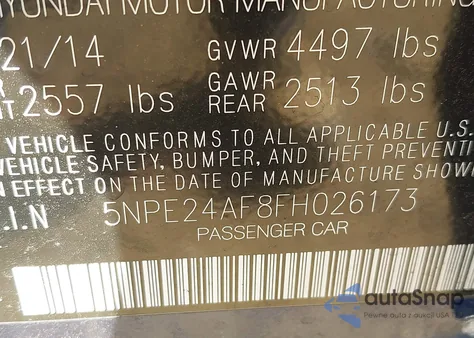 HYUNDAI MOTOR MANUFACTURING
21/14 GVWR 4497 lbs
2557 lbs GAWR REAR 2513 lbs
VEHICLE CONFORMS TO ALL APPLICABLE U.S
VEHICLE SAFETY, BUMPER, AND THEFT PREVENTI
N EFFECT ON THE DATE OF MANUFACTURE SHOW
.I.N 5NPE24AF8FH026173
PASSENGER CAR
autoSnap